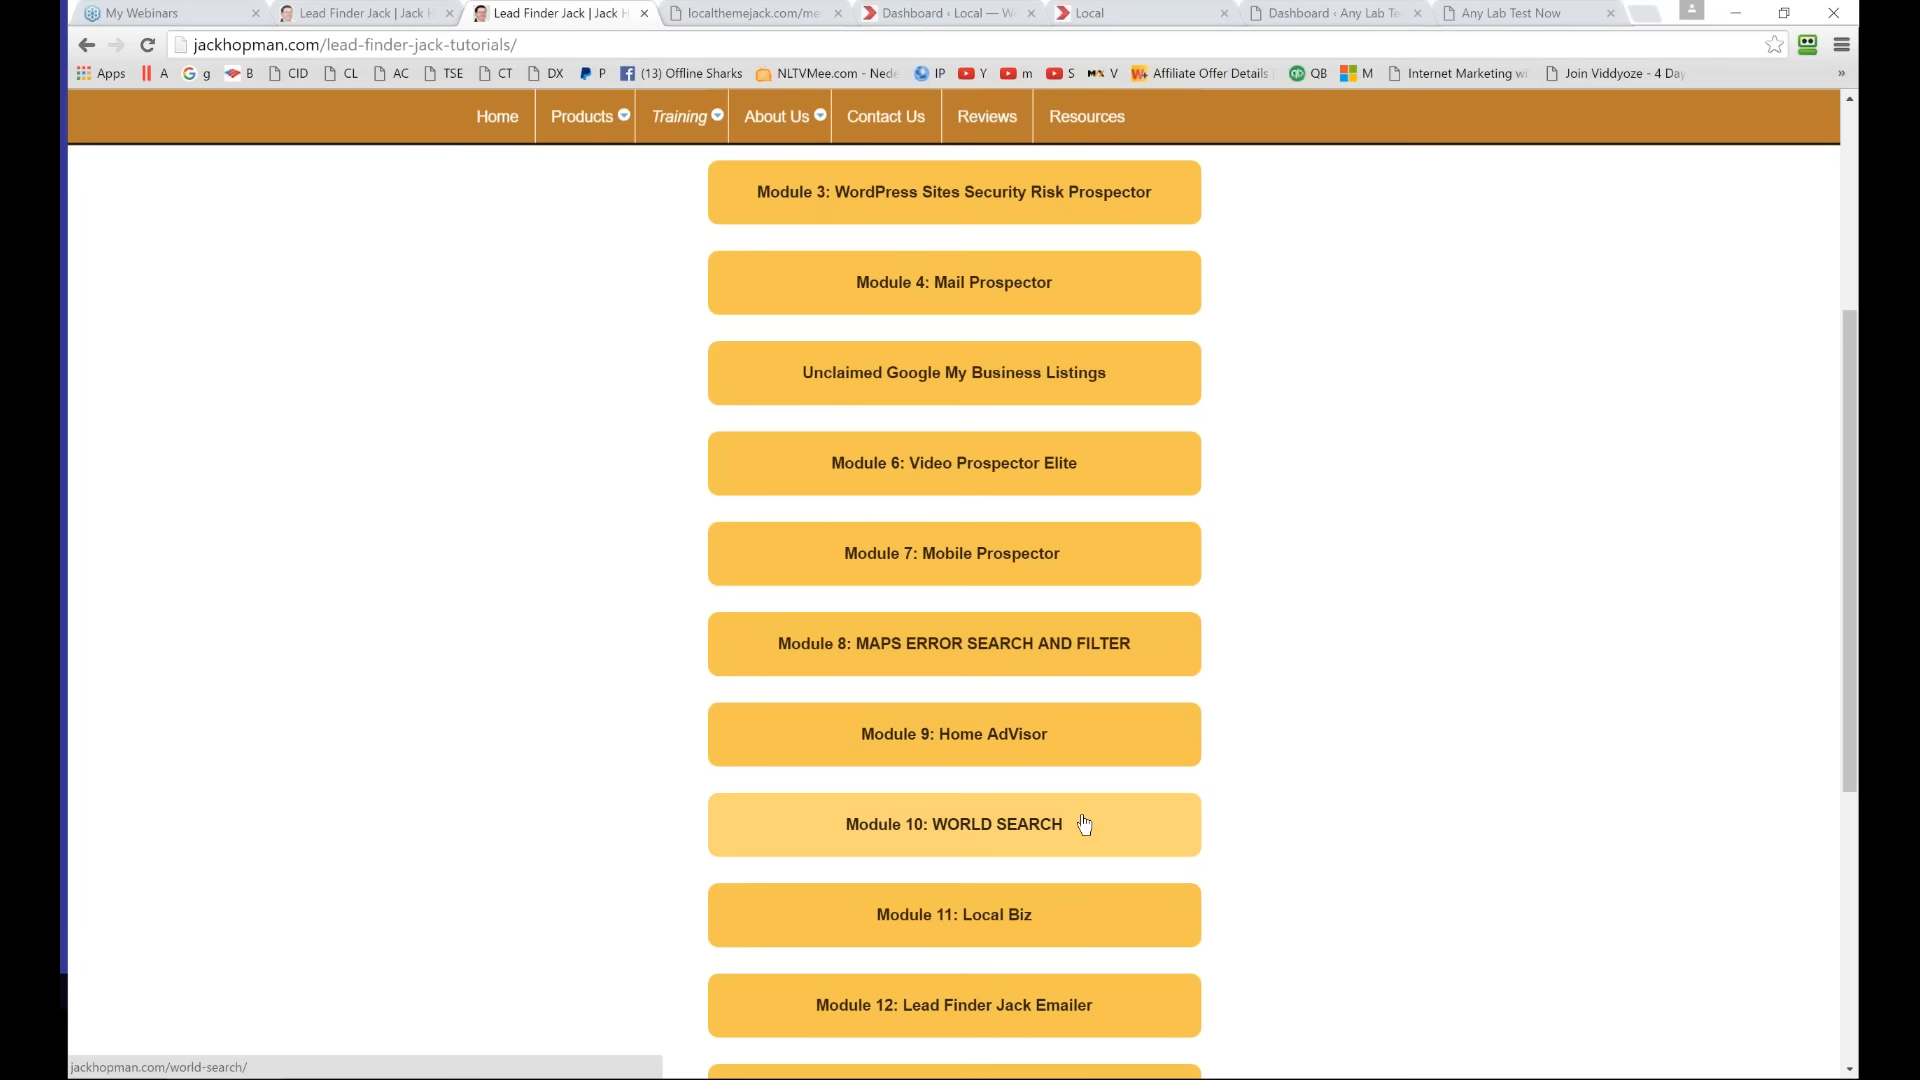 My Webinars
Lead Finder Jack | Jack H
Lead Finder Jack | Jack H
localthemejack.com/me
Dashboard ‹ Local — W
Local
Dashboard ‹ Any Lab Te
Any Lab Test Now
jackhopman.com/lead-finder-jack-tutorials/
Apps
A
g
B
CID
CL
AC
TSE
CT
DX
P
(13) Offline Sharks
NLTVMee.com - Nede
IP
Y
m
S
V
Affiliate Offer Details
QB
M
Internet Marketing wi
Join Viddyoze - 4 Day
»
Home
Products
Training
About Us
Contact Us
Reviews
Resources
Module 3: WordPress Sites Security Risk Prospector
Module 4: Mail Prospector
Unclaimed Google My Business Listings
Module 6: Video Prospector Elite
Module 7: Mobile Prospector
Module 8: MAPS ERROR SEARCH AND FILTER
Module 9: Home AdVisor
Module 10: WORLD SEARCH
Module 11: Local Biz
Module 12: Lead Finder Jack Emailer
jackhopman.com/world-search/